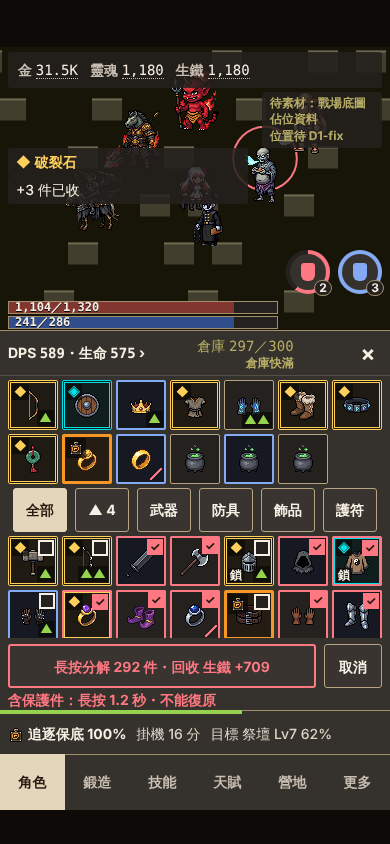 金 31.5K 靈魂 1,180 生鐵 1,180
待素材：戰場底圖
佔位資料
位置待 D1-fix
◆ 破裂石
+3 件已收
2
3
1,104／1,320
241／286
DPS 589・生命 575 ›
倉庫 297／300
倉庫快滿
×
全部
▲ 4
武器
防具
飾品
護符
鎖
鎖
長按分解 292 件・回收 生鐵 +709
取消
含保護件：長按 1.2 秒・不能復原
追逐保底 100% 掛機 16 分 目標 祭壇 Lv7 62%
角色
鍛造
技能
天賦
營地
更多